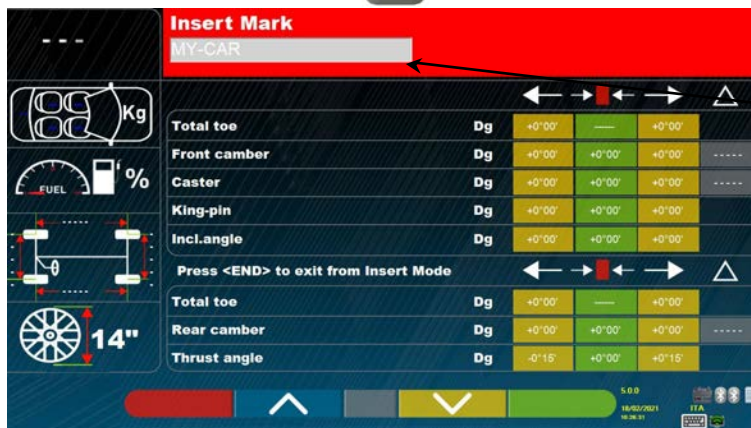 Insert Mark
MY-CAR
---
Kg
Total toe Dg +0°00' ---- +0°00'
Front camber Dg +0°00' +0°00' +0°00' -----
Caster Dg +0°00' +0°00' +0°00' -----
King-pin Dg +0°00' +0°00' +0°00'
Incl.angle Dg +0°00' +0°00' +0°00'
FUEL %
Press <END> to exit from Insert Mode
Total toe Dg +0°00' ---- +0°00'
Rear camber Dg +0°00' +0°00' +0°00' -----
Thrust angle Dg -0°15' +0°00' +0°15'
14"
5.0.0
18/02/2021 ITA